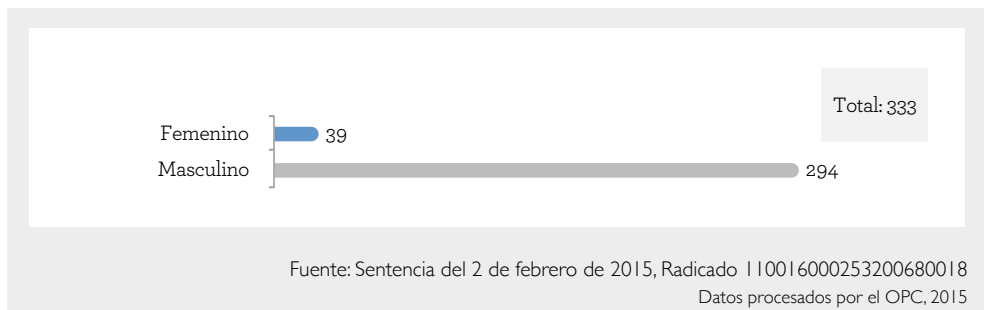 Total: 333
Femenino 39
Masculino 294
Fuente: Sentencia del 2 de febrero de 2015, Radicado 110016000253200680018
Datos procesados por el OPC, 2015